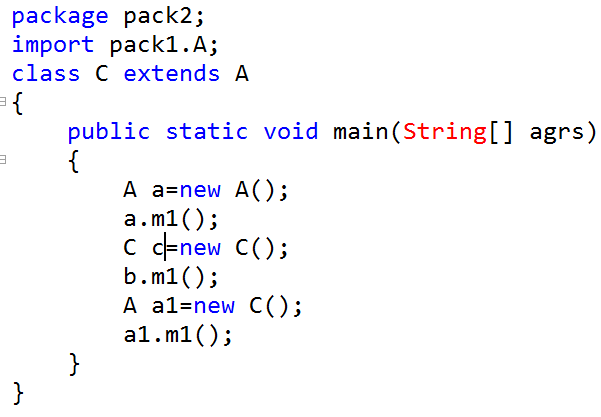 package pack2;
import pack1.A;
class C extends A
{
    public static void main(String[] agrs)
    {
        A a=new A();
        a.m1();
        C c=new C();
        b.m1();
        A a1=new C();
        a1.m1();
    }
}